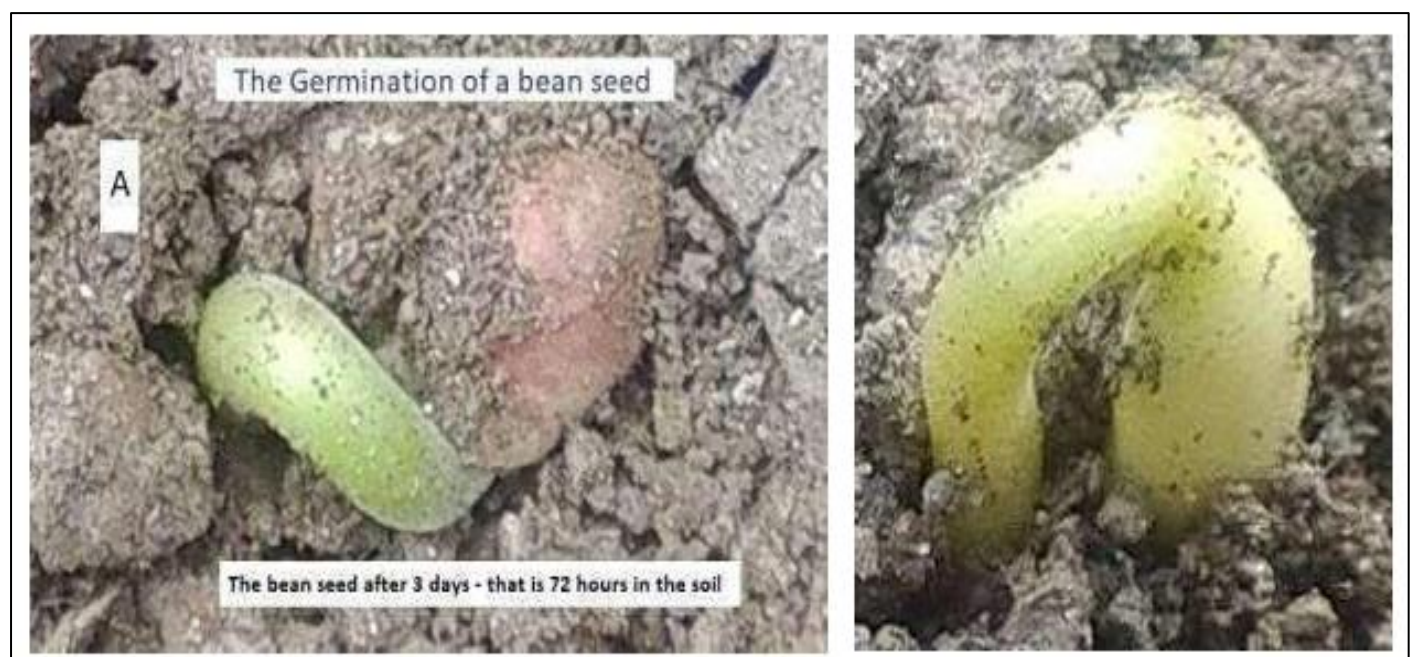 The Germination of a bean seed
A
The bean seed after 3 days - that is 72 hours in the soil